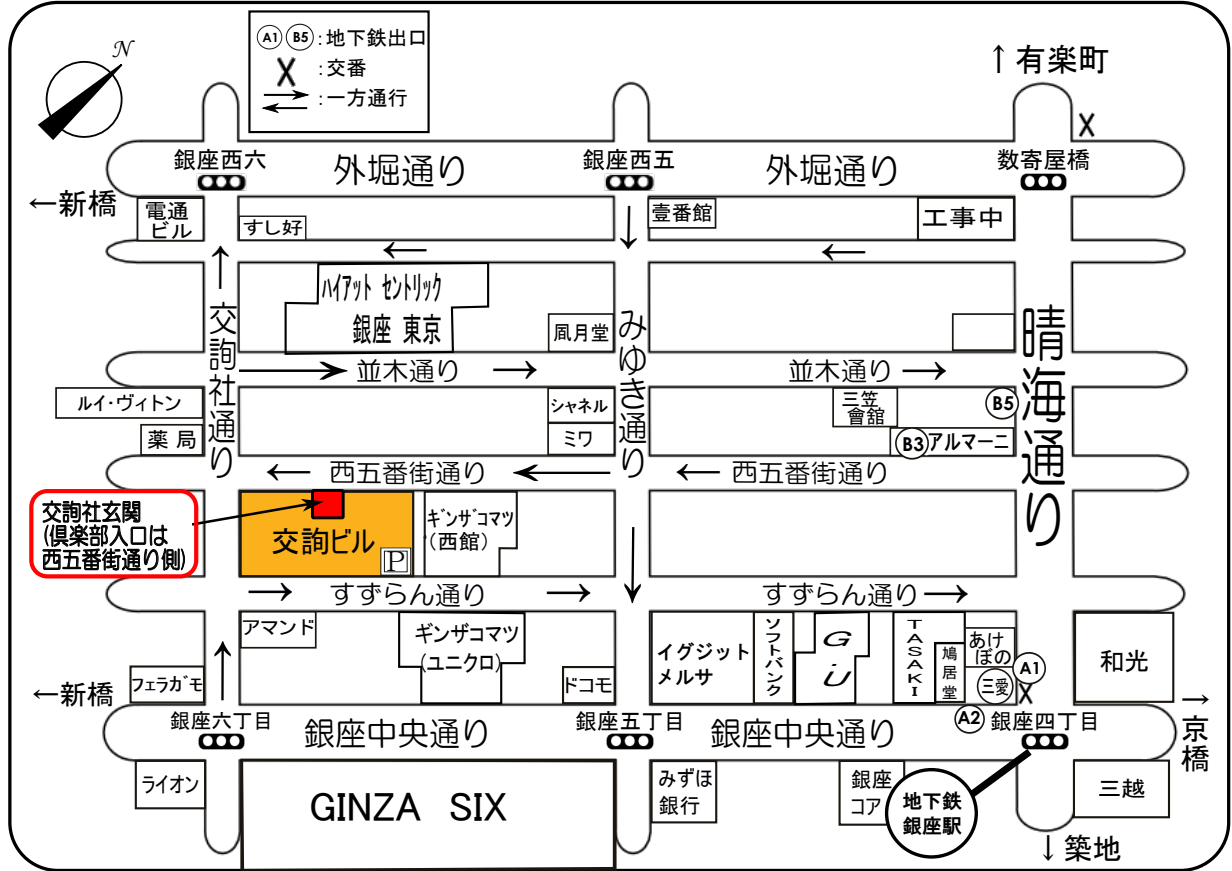 N
A1 B5:地下鉄出口
X :交番
:一方通行
↑有楽町
X
銀座西六
外堀通り
銀座西五
外堀通り
数寄屋橋
←新橋
電通
ビル
すし好
壹番館
工事中
ハイアット セントリック
銀座 東京
凮月堂
交詢社通り
みゆき通り
晴海通り
並木通り
並木通り
ルイ・ヴィトン
シャネル
三笠
會舘
B5
薬局
ミワ
B3 アルマーニ
西五番街通り
西五番街通り
交詢社玄関
(倶楽部入口は
西五番街通り側)
交詢ビル
P
ギンザコマツ
(西館)
すずらん通り
すずらん通り
アマンド
ギンザコマツ
(ユニクロ)
イグジット
メルサ
ソフトバンク
G.U
TASAKI
鳩居堂
あけ
ぼの
三愛
A1
X
和光
←新橋
フェラガモ
ドコモ
A2
銀座六丁目
銀座中央通り
銀座五丁目
銀座中央通り
銀座四丁目
→京橋
ライオン
GINZA SIX
みずほ
銀行
銀座
コア
地下鉄
銀座駅
三越
↓築地